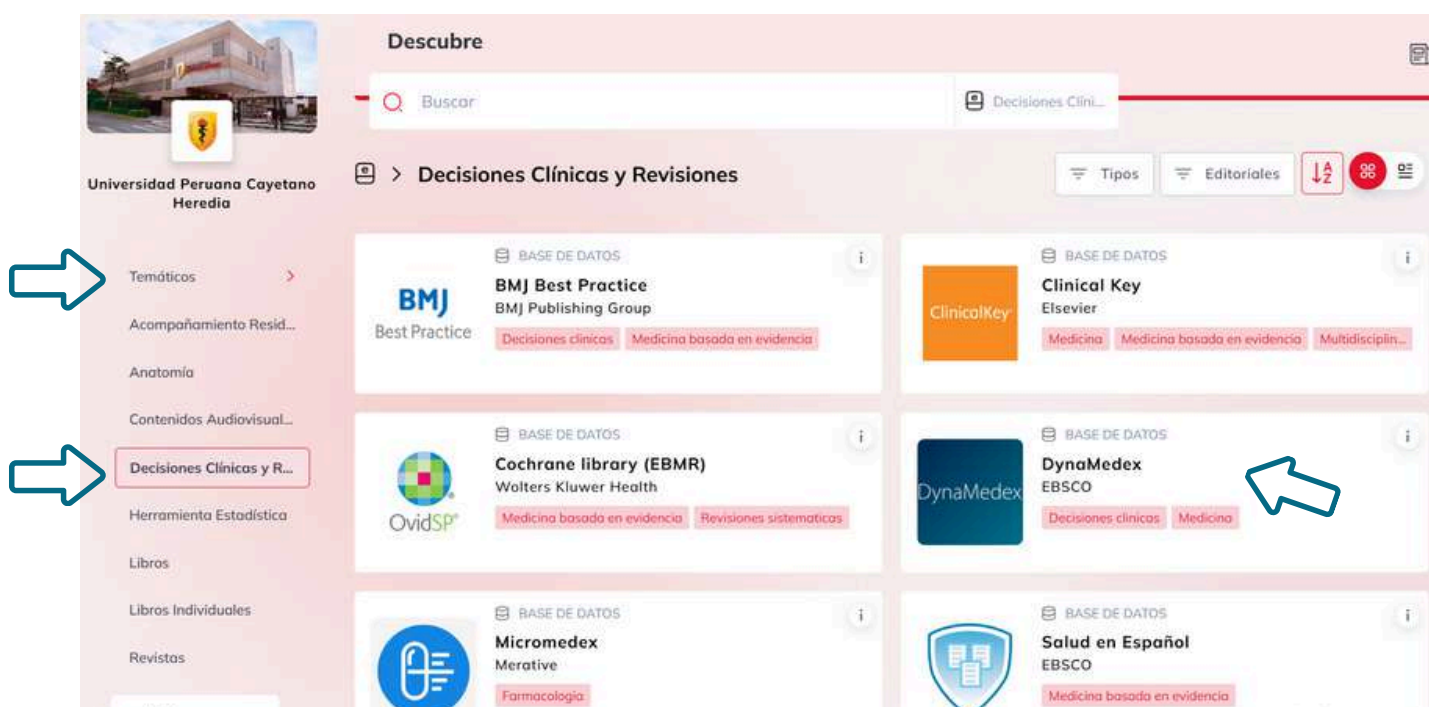 Descubre
Buscar
Decisiones Clíni...
Universidad Peruana Cayetano
Heredia
> Decisiones Clínicas y Revisiones
Tipos
Editoriales
A
Z
Temáticos >
Acompañamiento Resid...
Anatomía
Contenidos Audiovisual...
Decisiones Clínicas y R...
Herramienta Estadística
Libros
Libros Individuales
Revistas
BMJ
Best Practice
BASE DE DATOS
i
BMJ Best Practice
BMJ Publishing Group
Decisiones clinicas Medicina basada en evidencia
ClinicalKey
BASE DE DATOS
i
Clinical Key
Elsevier
Medicina Medicina basada en evidencia Multidisciplin...
OvidSP®
BASE DE DATOS
i
Cochrane library (EBMR)
Wolters Kluwer Health
Medicina basada en evidencia Revisiones sistematicas
DynaMedex
BASE DE DATOS
i
DynaMedex
EBSCO
Decisiones clinicas Medicina
BASE DE DATOS
i
Micromedex
Merative
Farmacologia
BASE DE DATOS
i
Salud en Español
EBSCO
Medicina basada en evidencia